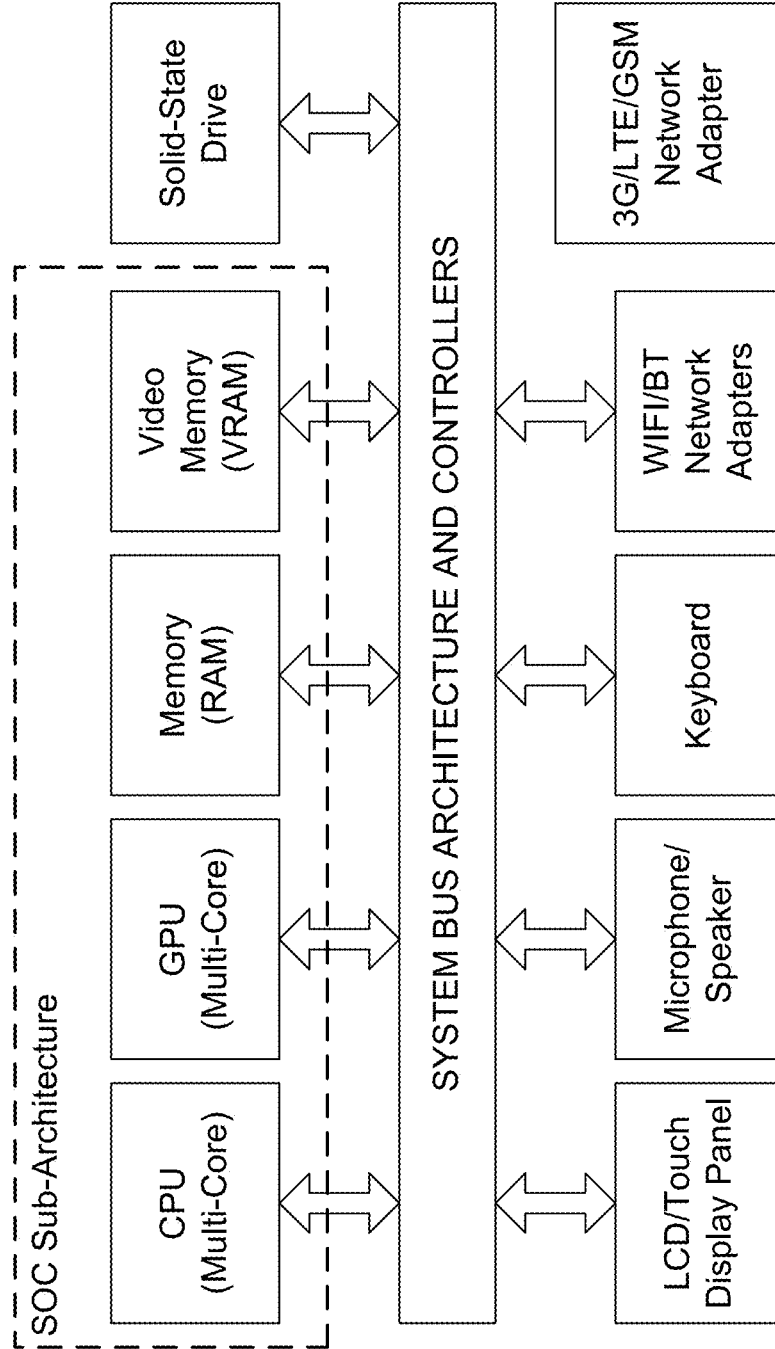 SOC Sub-Architecture
CPU
(Multi-Core)
GPU
(Multi-Core)
Memory
(RAM)
Video
Memory
(VRAM)
Solid-State
Drive
SYSTEM BUS ARCHITECTURE AND CONTROLLERS
LCD/Touch
Display Panel
Microphone/
Speaker
Keyboard
WIFI/BT
Network
Adapters
3G/LTE/GSM
Network
Adapter